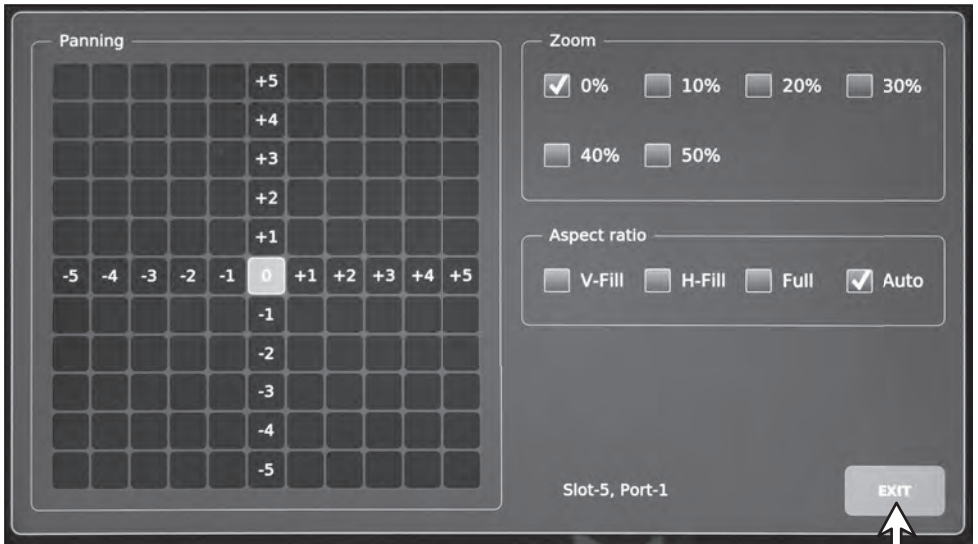 Panning
+5
+4
+3
+2
+1
-5 -4 -3 -2 -1 0 +1 +2 +3 +4 +5
-1
-2
-3
-4
-5
Zoom
0% 10% 20% 30%
40% 50%
Aspect ratio
V-Fill H-Fill Full Auto
Slot-5, Port-1
EXIT